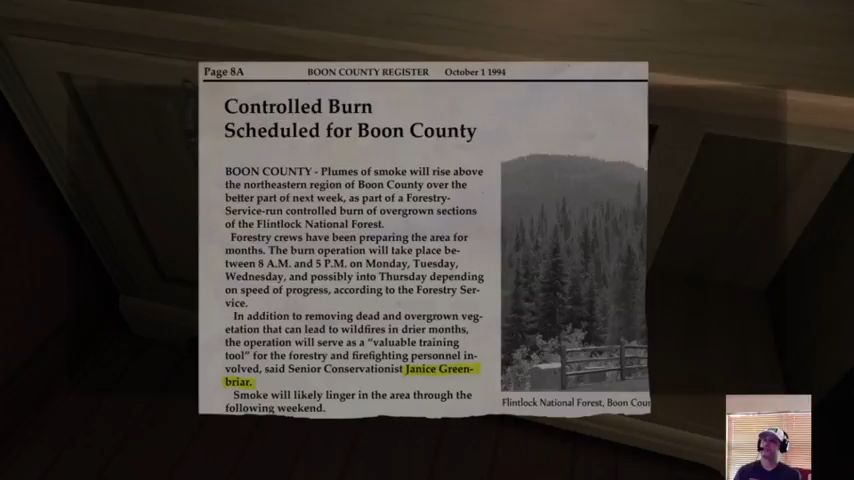 Page 8A BOON COUNTY REGISTER October 1 1994
Controlled Burn
Scheduled for Boon County
BOON COUNTY - Plumes of smoke will rise above
the northeastern region of Boon County over the
better part of next week, as part of a Forestry-
Service-run controlled burn of overgrown sections
of the Flintlock National Forest.
Forestry crews have been preparing the area for
months. The burn operation will take place be-
tween 8 A.M. and 5 P.M. on Monday, Tuesday,
Wednesday, and possibly into Thursday depending
on speed of progress, according to the Forestry Ser-
vice.
In addition to removing dead and overgrown veg-
etation that can lead to wildfires in drier months,
the operation will serve as a “valuable training
tool” for the forestry and firefighting personnel in-
volved, said Senior Conservationist Janice Green-
briar.
Smoke will likely linger in the area through the
following weekend.
Flintlock National Forest, Boon Coun